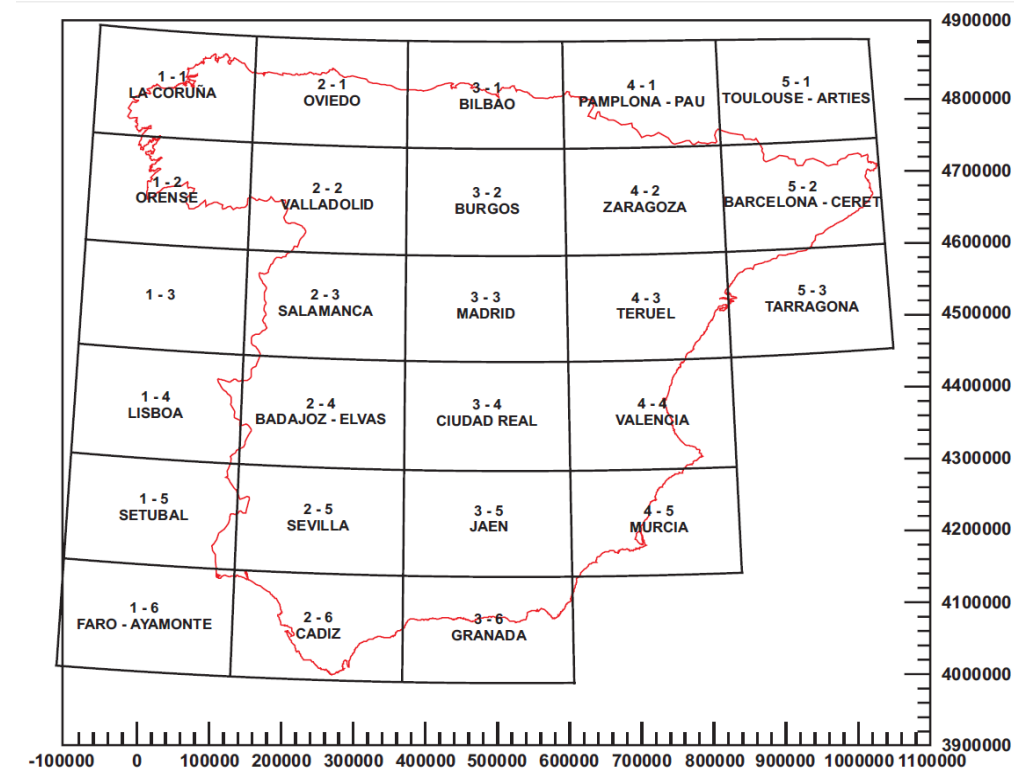 4900000
1 - 1
LA CORUÑA
2 - 1
OVIEDO
3 - 1
BILBAO
4 - 1
PAMPLONA - PAU
5 - 1
TOULOUSE - ARTIES
4800000
4700000
1 - 2
ORENSE
2 - 2
VALLADOLID
3 - 2
BURGOS
4 - 2
ZARAGOZA
5 - 2
BARCELONA - CERET
4600000
1 - 3
2 - 3
SALAMANCA
3 - 3
MADRID
4 - 3
TERUEL
5 - 3
TARRAGONA
4500000
4400000
1 - 4
LISBOA
2 - 4
BADAJOZ - ELVAS
3 - 4
CIUDAD REAL
4 - 4
VALENCIA
4300000
1 - 5
SETUBAL
2 - 5
SEVILLA
3 - 5
JAEN
4 - 5
MURCIA
4200000
4100000
1 - 6
FARO - AYAMONTE
2 - 6
CADIZ
3 - 6
GRANADA
4000000
3900000
-100000 0 100000 200000 300000 400000 500000 600000 700000 800000 900000 1000000 1100000